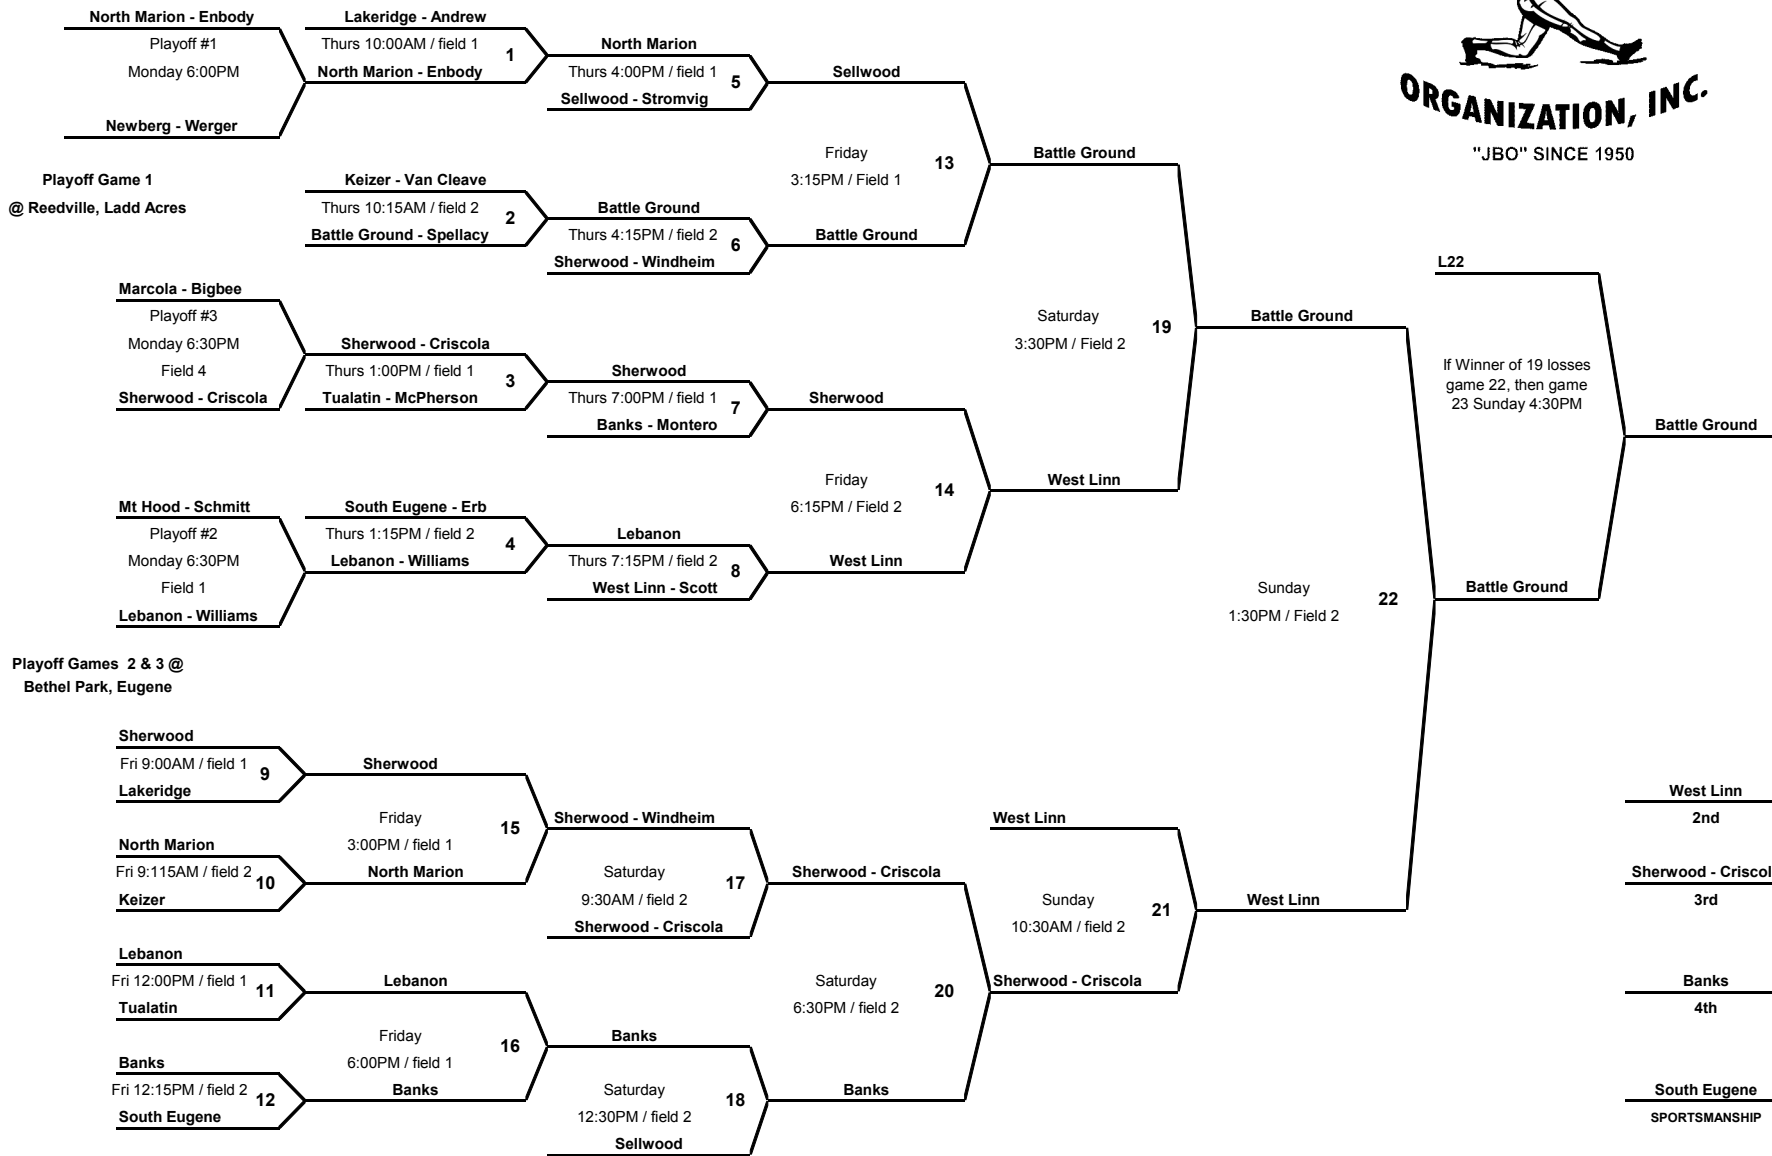 North Marion - Enbody
Playoff #1
Monday 6:00PM
Newberg - Werger
Playoff Game 1
@ Reedville, Ladd Acres
Marcola - Bigbee
Playoff #3
Monday 6:30PM
Field 4
Sherwood - Criscola
Mt Hood - Schmitt
Playoff #2
Monday 6:30PM
Field 1
Lebanon - Williams
Playoff Games  2 & 3 @
Bethel Park, Eugene
Lakeridge - Andrew
Thurs 10:00AM / field 1
1
North Marion - Enbody
Keizer - Van Cleave
Thurs 10:15AM / field 2
2
Battle Ground - Spellacy
Sherwood - Criscola
Thurs 1:00PM / field 1
3
Tualatin - McPherson
South Eugene - Erb
Thurs 1:15PM / field 2
4
Lebanon - Williams
North Marion
Thurs 4:00PM / field 1
5
Sellwood - Stromvig
Battle Ground
Thurs 4:15PM / field 2
6
Sherwood - Windheim
Sherwood
Thurs 7:00PM / field 1
7
Banks - Montero
Lebanon
Thurs 7:15PM / field 2
8
West Linn - Scott
Sellwood
Friday
13
3:15PM / Field 1
Battle Ground
Sherwood
Friday
14
6:15PM / Field 2
West Linn
Battle Ground
Saturday
19
3:30PM / Field 2
West Linn
Battle Ground
Sunday
22
1:30PM / Field 2
L22
If Winner of 19 losses
game 22, then game
23 Sunday 4:30PM
Battle Ground
Battle Ground
ORGANIZATION, INC.
"JBO" SINCE 1950
Sherwood
Fri 9:00AM / field 1
9
Lakeridge
North Marion
Fri 9:115AM / field 2
10
Keizer
Lebanon
Fri 12:00PM / field 1
11
Tualatin
Banks
Fri 12:15PM / field 2
12
South Eugene
Sherwood
Friday
15
3:00PM / field 1
North Marion
Lebanon
Friday
16
6:00PM / field 1
Banks
Sherwood - Windheim
Saturday
17
9:30AM / field 2
Sherwood - Criscola
Banks
Saturday
18
12:30PM / field 2
Sellwood
Sherwood - Criscola
Saturday
20
6:30PM / field 2
Banks
West Linn
Sunday
21
10:30AM / field 2
Sherwood - Criscola
West Linn
West Linn
2nd
Sherwood - Criscol
3rd
Banks
4th
South Eugene
SPORTSMANSHIP